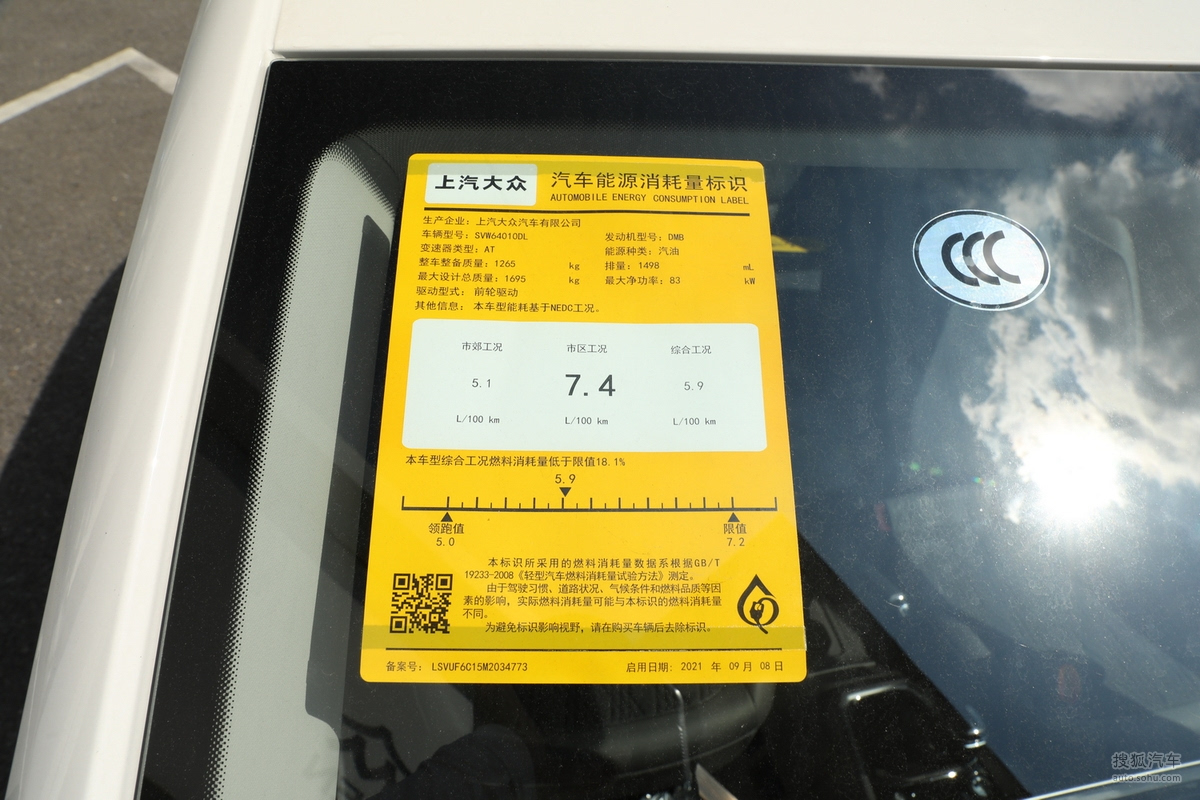 上汽大众 汽车能源消耗量标识
AUTOMOBILE ENERGY CONSUMPTION LABEL
生产企业：上汽大众汽车有限公司
车辆型号：SVW64010DL 发动机型号：DMB
变速器类型：AT 能源种类：汽油
整车整备质量：1265 kg 排量：1498 mL
最大设计总质量：1695 kg 最大净功率：83 kW
驱动型式：前轮驱动
其他信息：本车型能耗基于NEDC工况。
市郊工况 市区工况 综合工况
5.1 7.4 5.9
L/100 km L/100 km L/100 km
本车型综合工况燃料消耗量低于限值18.1%
5.9
领跑值 限值
5.0 7.2
本标识所采用的燃料消耗量数据系根据GB/T
19233-2008《轻型汽车燃料消耗量试验方法》测定。
由于驾驶习惯、道路状况、气候条件和燃料品质等因
素的影响，实际燃料消耗量可能与本标识的燃料消耗量
不同。
为避免标识影响视野，请在购买车辆后去除标识。
备案号：LSVUF6C15M2034773 启用日期：2021 年 09 月 08 日
CCC
搜狐汽车
auto.sohu.com